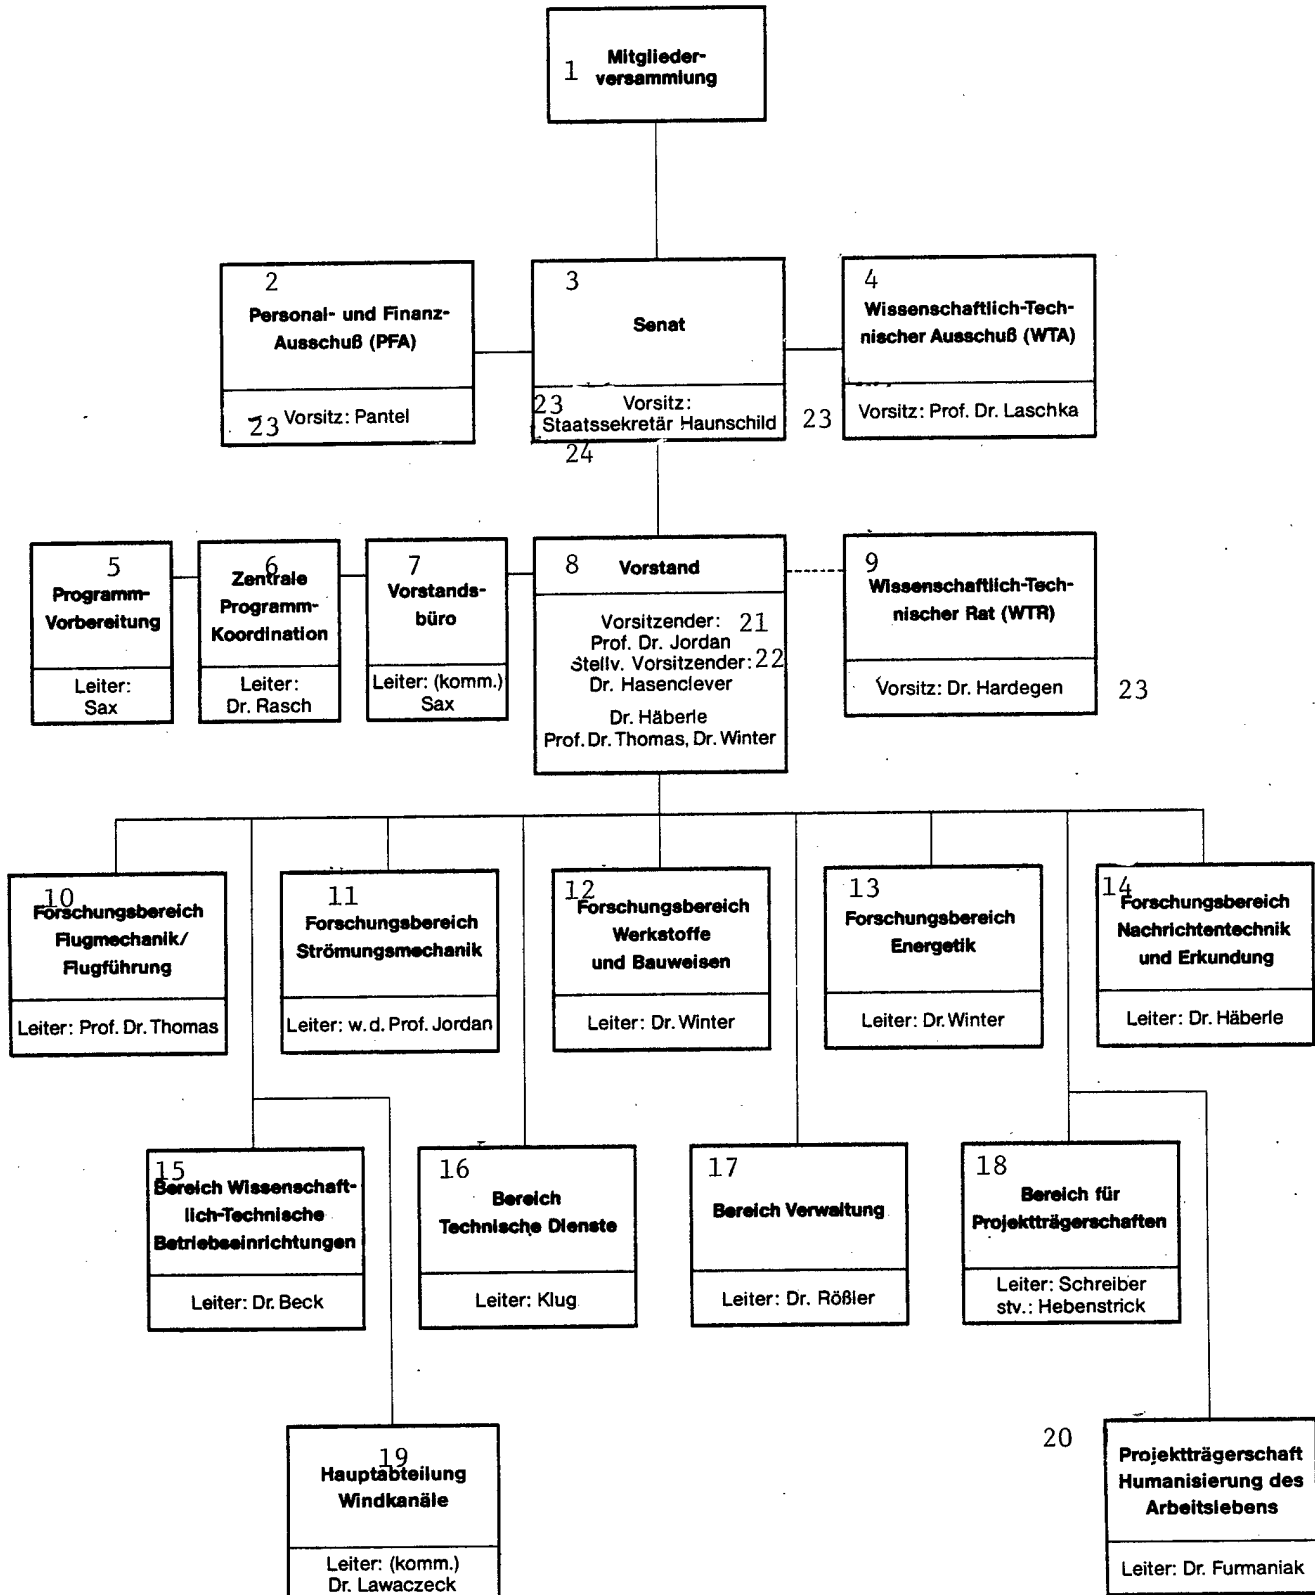 1
Mitglieder-
versammlung
2
Personal- und Finanz-
Ausschuß (PFA)
23 Vorsitz: Pantel
3
Senat
23 Vorsitz:
Staatssekretär Haunschild
24
4
Wissenschaftlich-Tech-
nischer Ausschuß (WTA)
Vorsitz: Prof. Dr. Laschka
23
5
Programm-
Vorbereitung
Leiter:
Sax
6
Zentrale
Programm-
Koordination
Leiter:
Dr. Rasch
7
Vorstands-
büro
Leiter: (komm.)
Sax
8 Vorstand
Vorsitzender: 21
Prof. Dr. Jordan
Stellv. Vorsitzender: 22
Dr. Hasenclever
Dr. Häberle
Prof. Dr. Thomas, Dr. Winter
9
Wissenschaftlich-Tech-
nischer Rat (WTR)
Vorsitz: Dr. Hardegen
23
10
Forschungsbereich
Flugmechanik/
Flugführung
Leiter: Prof. Dr. Thomas
11
Forschungsbereich
Strömungsmechanik
Leiter: w.d. Prof. Jordan
12
Forschungsbereich
Werkstoffe
und Bauweisen
Leiter: Dr. Winter
13
Forschungsbereich
Energetik
Leiter: Dr. Winter
14
Forschungsbereich
Nachrichtentechnik
und Erkundung
Leiter: Dr. Häberle
15
Bereich Wissenschaft-
lich-Technische
Betriebseinrichtungen
Leiter: Dr. Beck
16
Bereich
Technische Dienste
Leiter: Klug
17
Bereich Verwaltung
Leiter: Dr. Rößler
18
Bereich für
Projektträgerschaften
Leiter: Schreiber
stv.: Hebenstrick
19
Hauptabteilung
Windkanäle
Leiter: (komm.)
Dr. Lawaczeck
20
Projektträgerschaft
Humanisierung des
Arbeitslebens
Leiter: Dr. Furmaniak